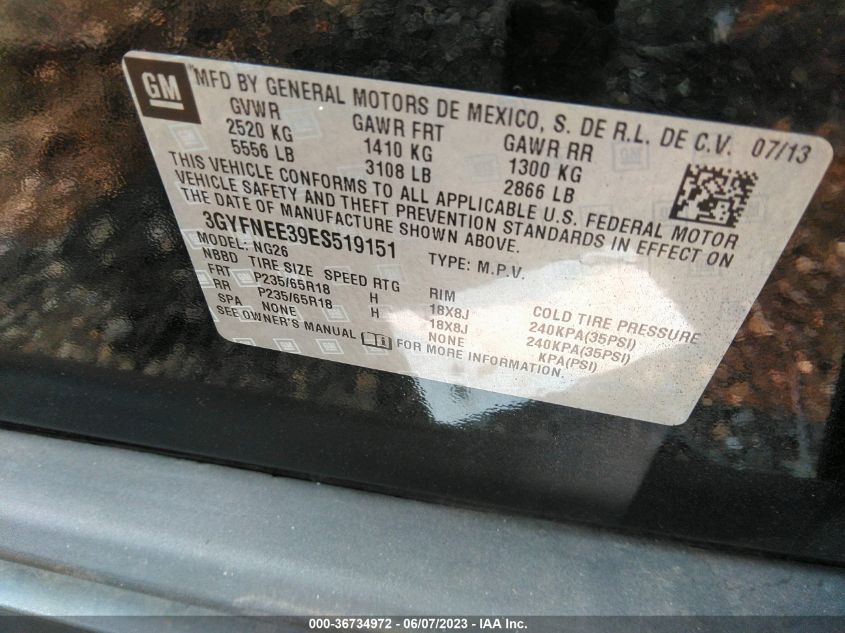 GM
MFD BY GENERAL MOTORS DE MEXICO, S. DE R.L. DE C.V. 07/13
GVWR GAWR FRT GAWR RR
2520 KG 1410 KG 1300 KG
5556 LB 3108 LB 2866 LB
THIS VEHICLE CONFORMS TO ALL APPLICABLE U.S. FEDERAL MOTOR
VEHICLE SAFETY AND THEFT PREVENTION STANDARDS IN EFFECT ON
THE DATE OF MANUFACTURE SHOWN ABOVE.
3GYFNEE39ES519151 TYPE: M.P.V.
MODEL: NG26
NBBD TIRE SIZE SPEED RTG RIM COLD TIRE PRESSURE
FRT P235/65R18 H 18X8J 240KPA(35PSI)
RR P235/65R18 H 18X8J 240KPA(35PSI)
SPA NONE NONE KPA(PSI)
SEE OWNER'S MANUAL FOR MORE INFORMATION.
000-36734972 - 06/07/2023 - IAA Inc.